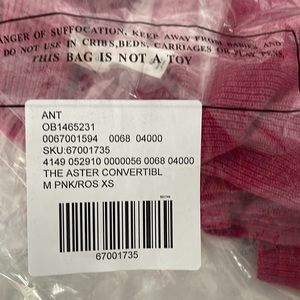 ANGER OF SUFFOCATION, KEEP AWAY FROM BABIES AND
DO NOT USE IN CRIBS,BEDS, CARRIAGES OR PLAY PENS.
THIS BAG IS NOT A TOY
ANT
OB1465231
0067001594 0068 04000
SKU:67001735
4149 052910 0000056 0068 04000
THE ASTER CONVERTIBL
M PNK/ROS XS
67001735